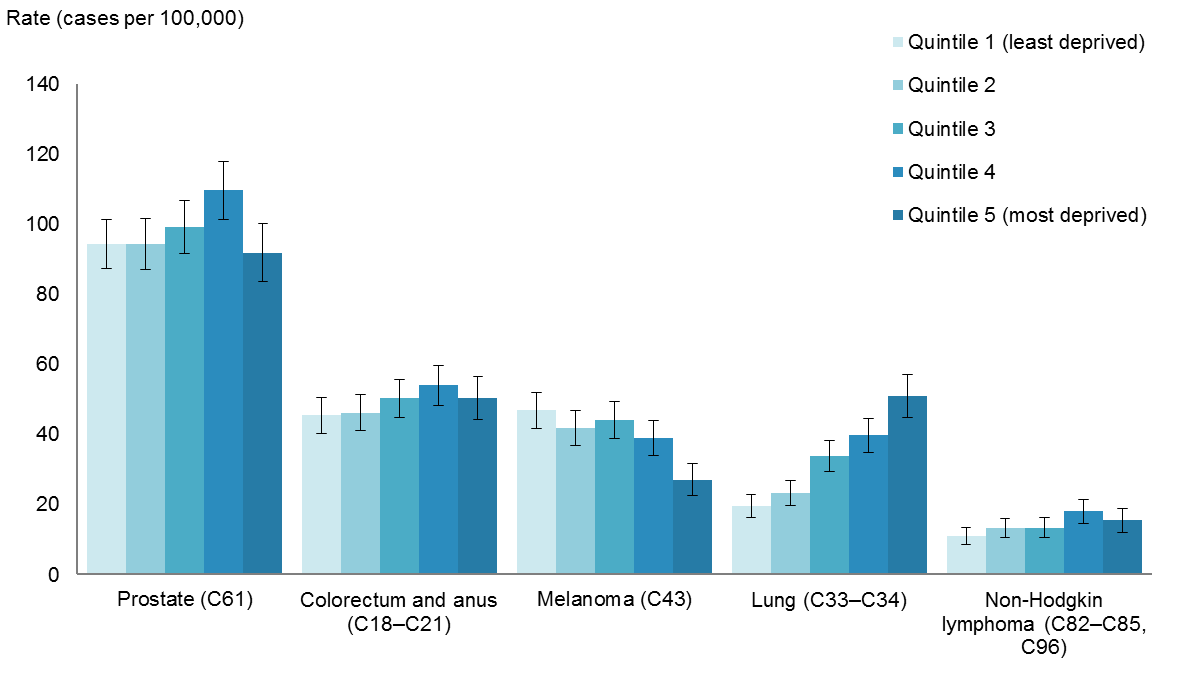 Rate (cases per 100,000)
Quintile 1 (least deprived)
Quintile 2
Quintile 3
Quintile 4
Quintile 5 (most deprived)
140
120
100
80
60
40
20
0
Prostate (C61)
Colorectum and anus
(C18–C21)
Melanoma (C43)
Lung (C33–C34)
Non-Hodgkin
lymphoma (C82–C85,
C96)